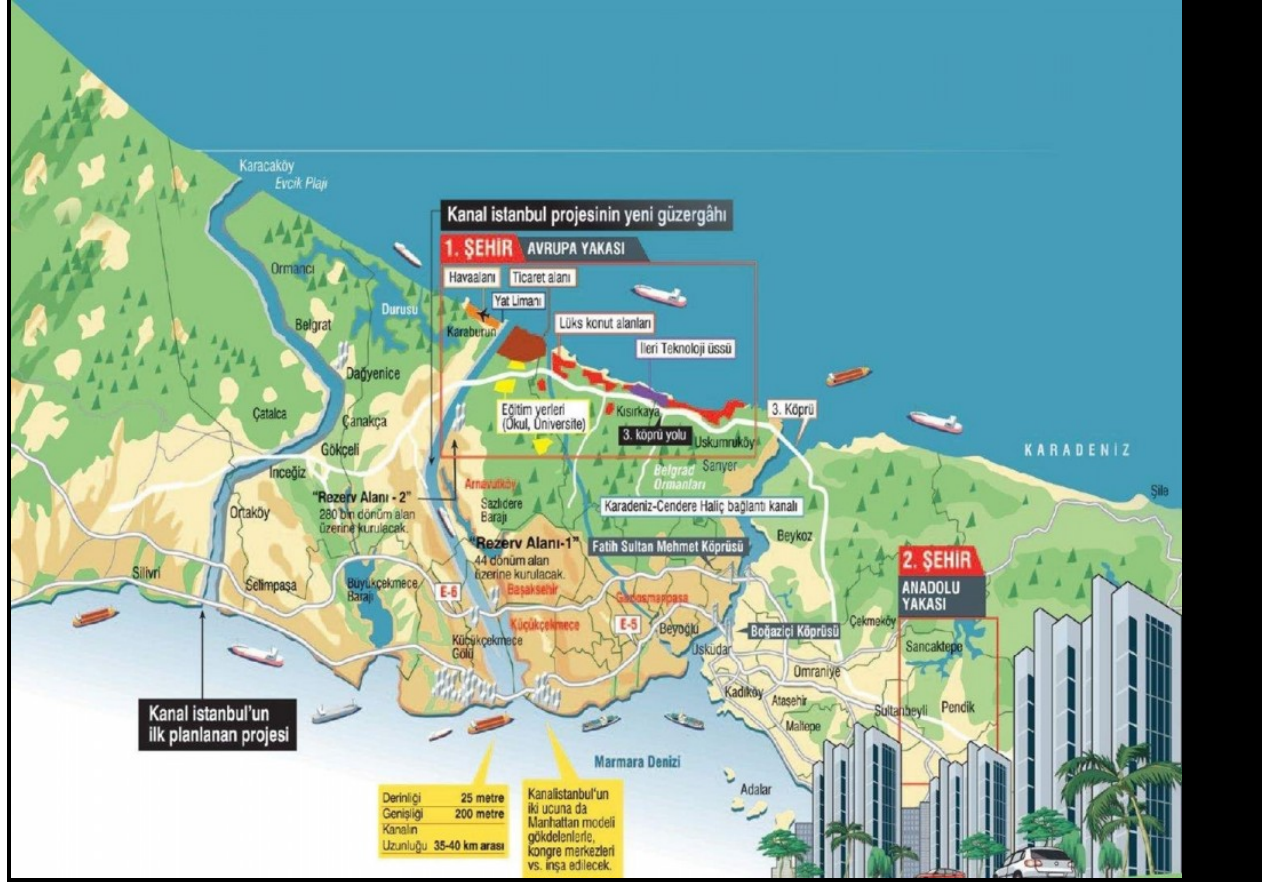 Karacaköy
Evcik Plajı
Kanal istanbul projesinin yeni güzergâhı
1. ŞEHİR AVRUPA YAKASI
Havaalanı
Ticaret alanı
Yat Limanı
Ormancı
Durusu
Karaburun
Lüks konut alanları
Belgrat
İleri Teknoloji üssü
Dağyenice
Eğitim yerleri
(Okul, Üniversite)
Kısırkaya
3. Köprü
Çatalca
Çanakça
3. köprü yolu
Uskumruköy
Gökçeli
KARADENİZ
İnceğiz
Belgrad
Ormanları
Sarıyer
Arnavutköy
Şile
"Rezerv Alanı - 2"
280 bin dönüm alan
üzerine kurulacak.
Sazlıdere
Barajı
Karadeniz-Cendere Haliç bağlantı kanalı
Ortaköy
"Rezerv Alanı-1"
44 dönüm alan
üzerine kurulacak.
Fatih Sultan Mehmet Köprüsü
Beykoz
2. ŞEHİR
ANADOLU
YAKASI
Silivri
Selimpaşa
Büyükçekmece
Barajı
E-6
Başakşehir
Gaziosmanpaşa
Küçükçekmece
E-5
Beyoğlu
Boğaziçi Köprüsü
Çekmeköy
Küçükçekmece
Gölü
Üsküdar
Sancaktepe
Ümraniye
Kadıköy
Ataşehir
Sultanbeyli
Pendik
Maltepe
Kanal istanbul'un
ilk planlanan projesi
Marmara Denizi
Adalar
Derinliği 25 metre
Genişliği 200 metre
Kanalın
Uzunluğu 35-40 km arası
Kanalistanbul'un
iki ucuna da
Manhattan modeli
gökdelenlerle,
kongre merkezleri
vs. inşa edilecek.